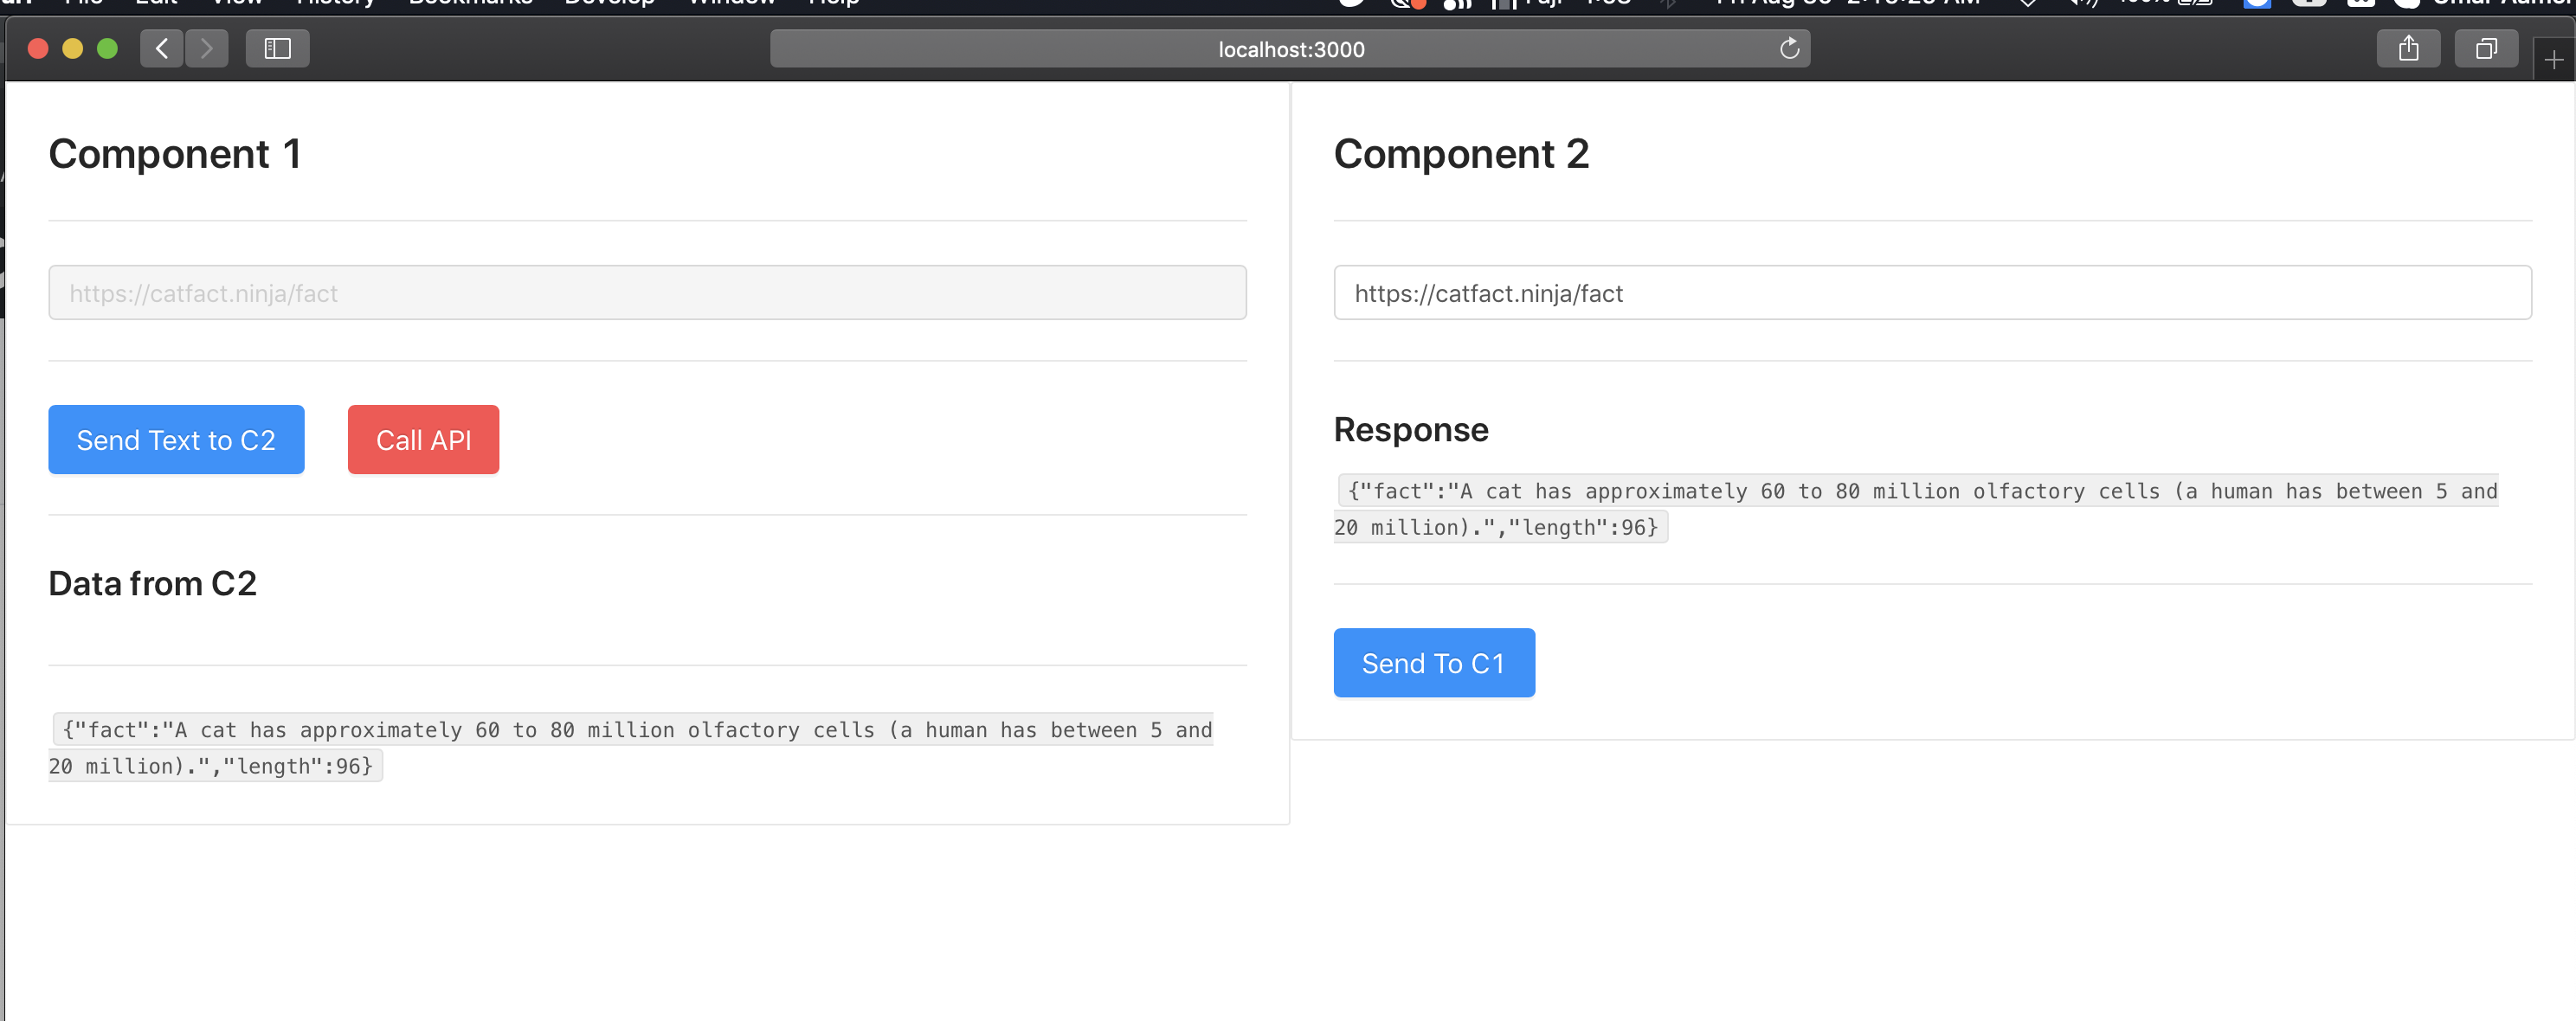 File Edit View History Bookmarks Develop Window Help
localhost:3000
Component 1
https://catfact.ninja/fact
Send Text to C2
Call API
Data from C2
{"fact":"A cat has approximately 60 to 80 million olfactory cells (a human has between 5 and
20 million).","length":96}
Component 2
https://catfact.ninja/fact
Response
{"fact":"A cat has approximately 60 to 80 million olfactory cells (a human has between 5 and
20 million).","length":96}
Send To C1